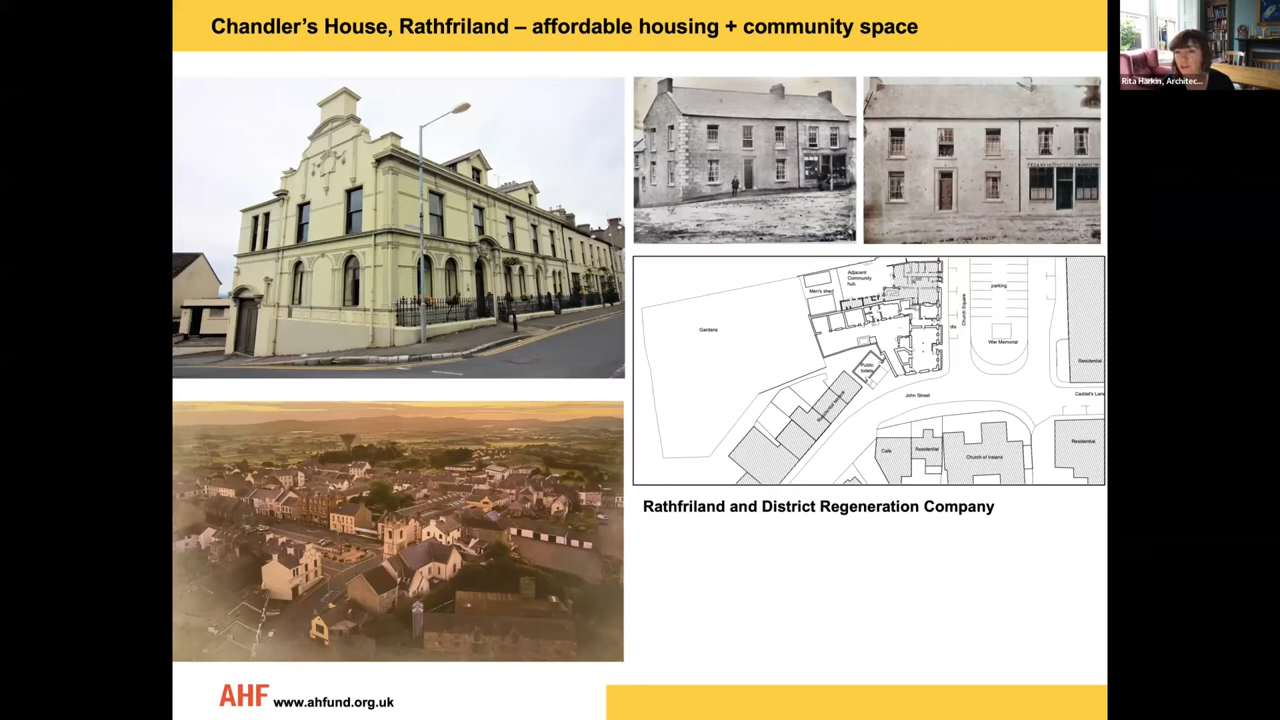 Chandler's House, Rathfriland – affordable housing + community space
Rita Harkin, Architec...
Adjacent
Community
hub
Men's shed
parking
Gardens
Church Square
War Memorial
Public
toilets
Residential
John Street
Caddell's Lane
Cafe
Residential
Church of Ireland
Residential
Rathfriland and District Regeneration Company
AHF www.ahfund.org.uk